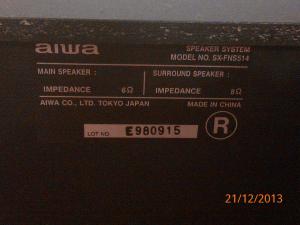 aiwa
SPEAKER SYSTEM
MODEL NO. SX-FNS514
MAIN SPEAKER :
IMPEDANCE 6Ω
SURROUND SPEAKER :
IMPEDANCE 8Ω
AIWA CO., LTD. TOKYO JAPAN
MADE IN CHINA
LOT NO. E980915
R
21/12/2013